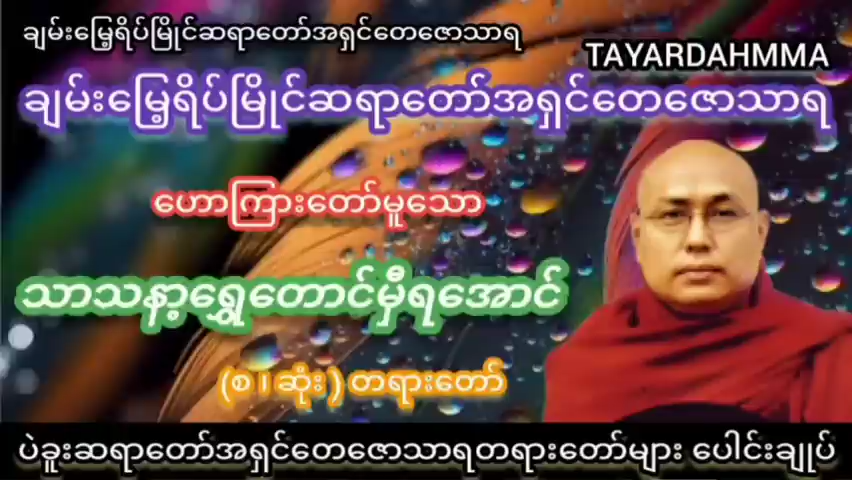 ချမ်းမြေ့ရိပ်မြိုင်ဆရာတော်အရှင်တေဇောသာရ
TAYARDAHMMA
ချမ်းမြေ့ရိပ်မြိုင်ဆရာတော်အရှင်တေဇောသာရ
ဟောကြားတော်မူသော
သာသနာ့ရွှေတောင်မှီရအောင်
(စ ၊ ဆုံး) တရားတော်
ပဲခူးဆရာတော်အရှင်တေဇောသာရတရားတော်များ ပေါင်းချုပ်